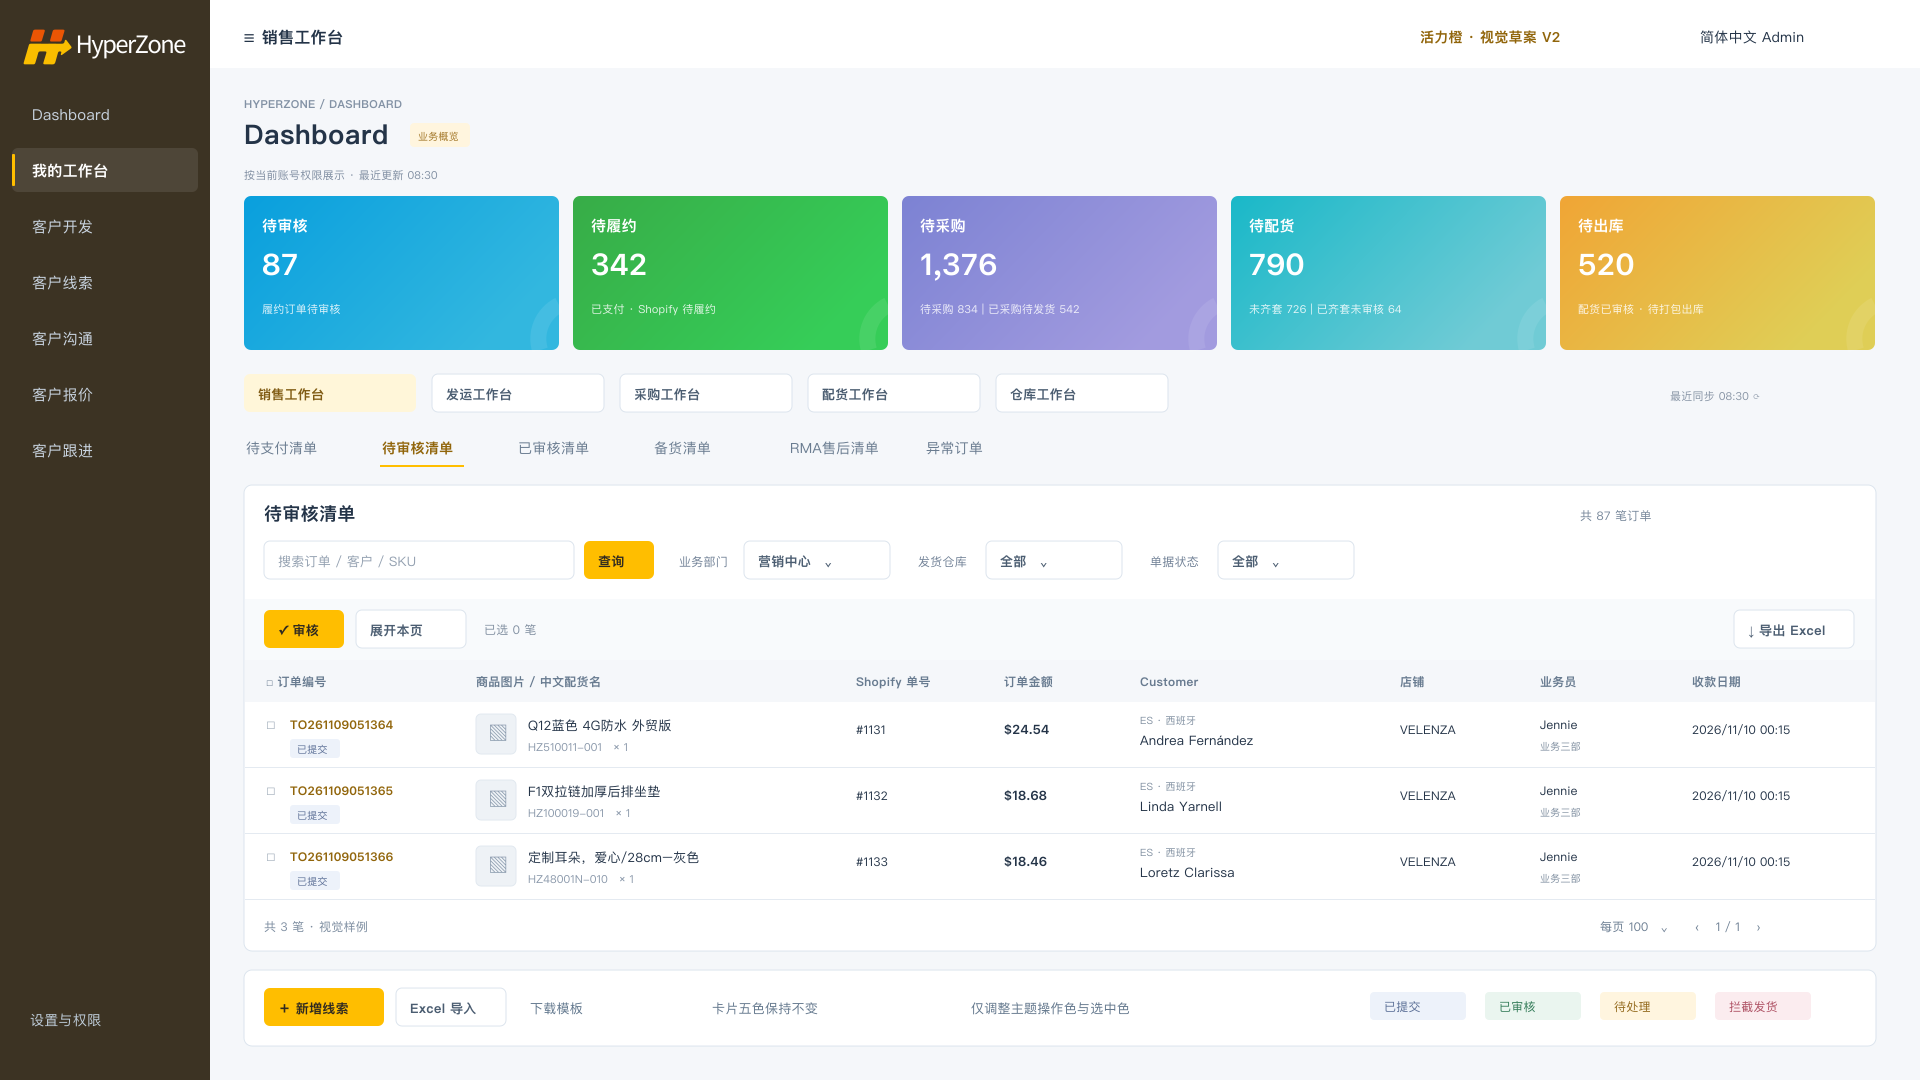 HyperZone
Dashboard
我的工作台
客户开发
客户线索
客户沟通
客户报价
客户跟进
设置与权限
≡ 销售工作台
活力橙 · 视觉草案 V2
简体中文 Admin
HYPERZONE / DASHBOARD
Dashboard 业务概览
按当前账号权限展示 · 最近更新 08:30
待审核
87
履约订单待审核
待履约
342
已支付 · Shopify 待履约
待采购
1,376
待采购 834 | 已采购待发货 542
待配货
790
未齐套 726 | 已齐套未审核 64
待出库
520
配货已审核 · 待打包出库
销售工作台 发运工作台 采购工作台 配货工作台 仓库工作台 最近同步 08:30 ⟳
待支付清单 待审核清单 已审核清单 备货清单 RMA售后清单 异常订单
待审核清单 共 87 笔订单
搜索订单 / 客户 / SKU 查询 业务部门 营销中心 ⌄ 发货仓库 全部 ⌄ 单据状态 全部 ⌄
✓ 审核 展开本页 已选 0 笔 ↓ 导出 Excel
□ 订单编号 商品图片 / 中文配货名 Shopify 单号 订单金额 Customer 店铺 业务员 收款日期
□ TO261109051364 已提交 Q12蓝色 4G防水 外贸版 HZ510011-001 × 1 #1131 $24.54 ES · 西班牙 Andrea Fernández VELENZA Jennie 业务三部 2026/11/10 00:15
□ TO261109051365 已提交 F1双拉链加厚后排坐垫 HZ100019-001 × 1 #1132 $18.68 ES · 西班牙 Linda Yarnell VELENZA Jennie 业务三部 2026/11/10 00:15
□ TO261109051366 已提交 定制耳朵，爱心/28cm—灰色 HZ48001N-010 × 1 #1133 $18.46 ES · 西班牙 Loretz Clarissa VELENZA Jennie 业务三部 2026/11/10 00:15
共 3 笔 · 视觉样例 每页 100 ⌄ ‹ 1 / 1 ›
+ 新增线索 Excel 导入 下载模板 卡片五色保持不变 仅调整主题操作色与选中色 已提交 已审核 待处理 拦截发货